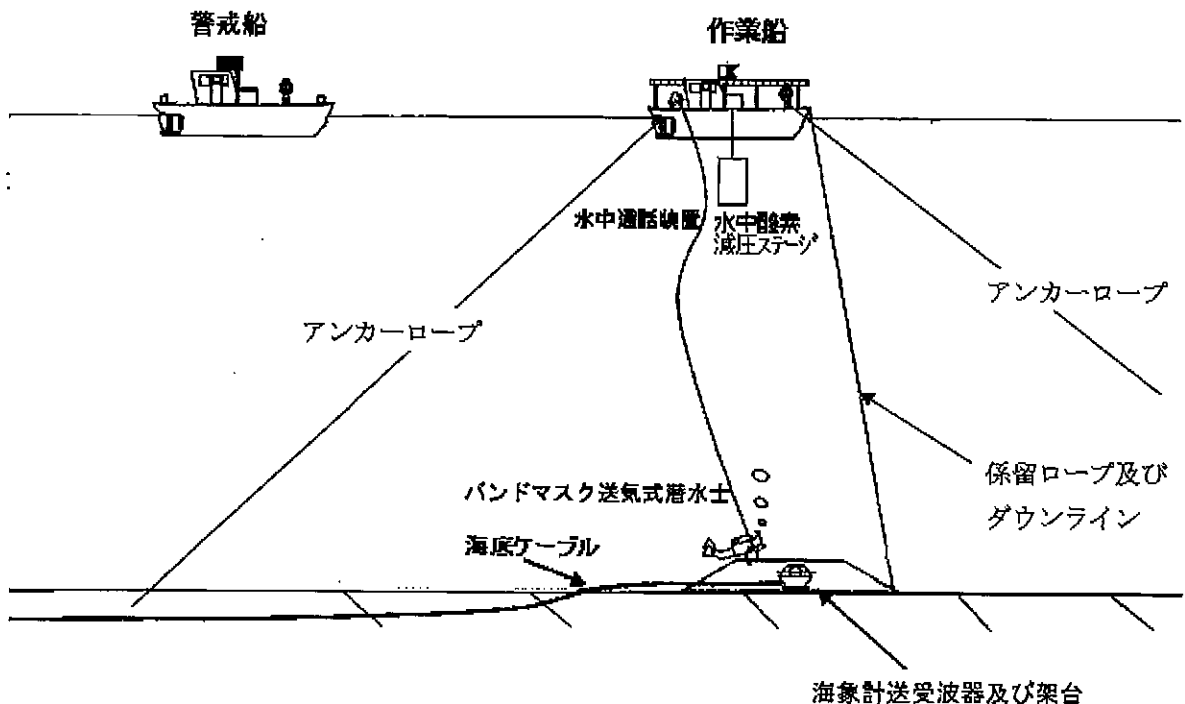 警戒船
作業船
水中通話装置
水中酸素
減圧ステージ
アンカーロープ
アンカーロープ
係留ロープ及び
ダウンライン
バンドマスク送気式潜水士
海底ケーブル
海象計送受波器及び架台